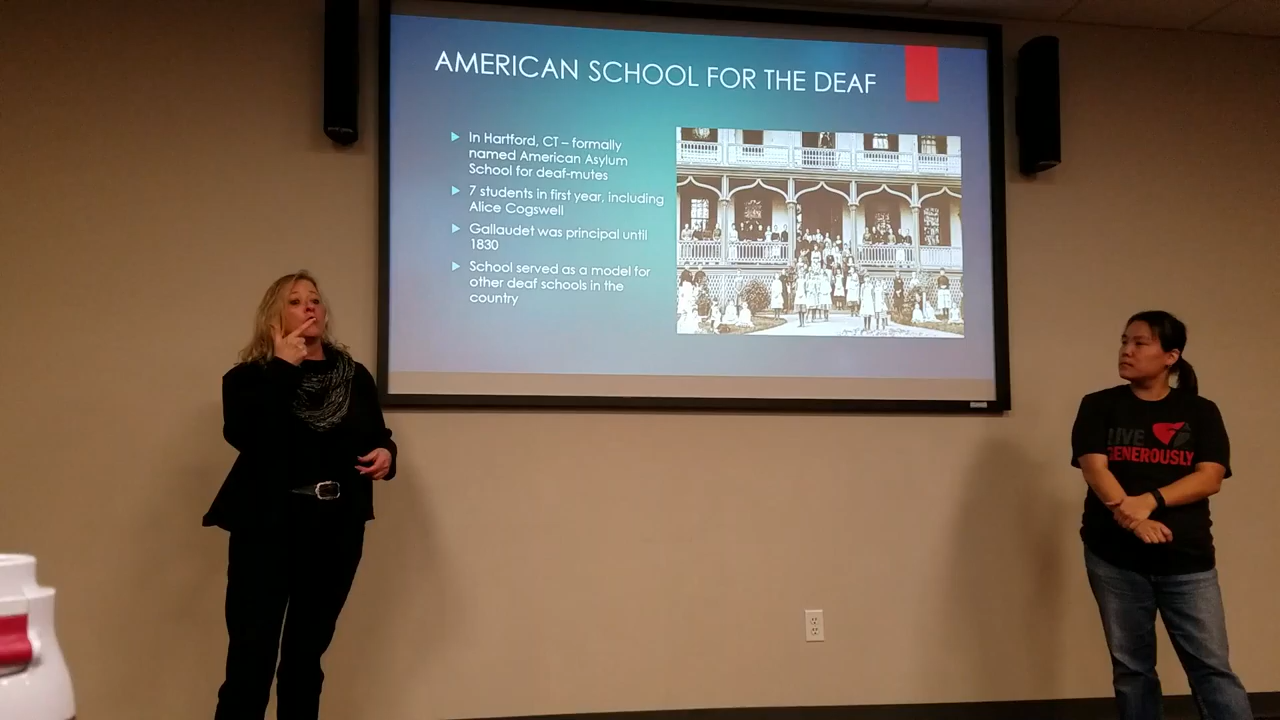 AMERICAN SCHOOL FOR THE DEAF
In Hartford, CT – formally
named American Asylum
School for deaf-mutes
7 students in first year, including
Alice Cogswell
Gallaudet was principal until
1830
School served as a model for
other deaf schools in the
country
LIVE
GENEROUSLY